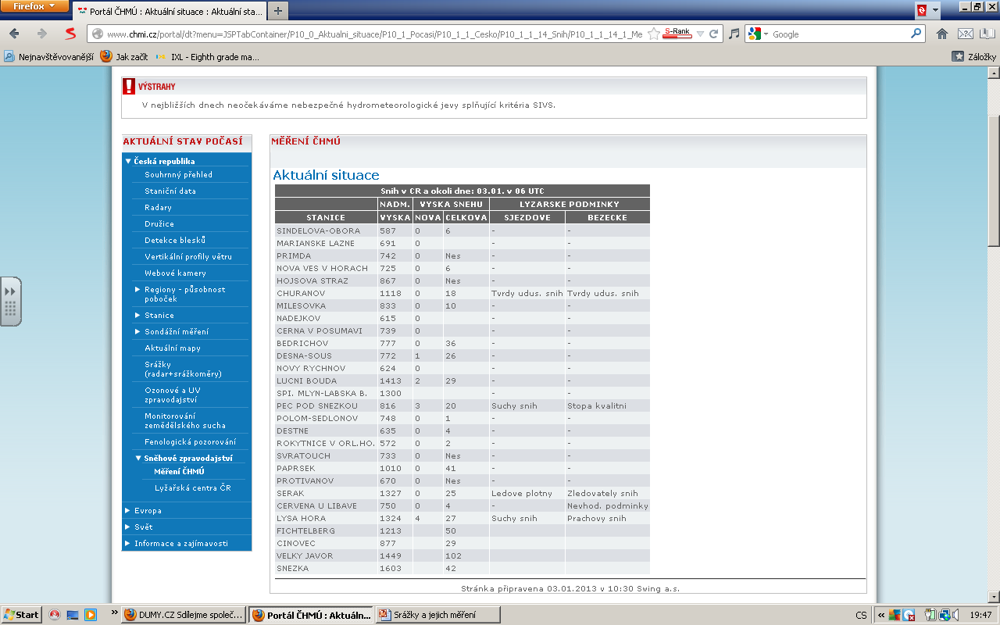 Firefox
Portál ČHMÚ : Aktuální situace : Aktuální sta...
www.chmi.cz/portal/dt?menu=JSPTabContainer/P10_0_Aktualni_situace/P10_1_Pocasi/P10_1_1_Cesko/P10_1_1_14_Snih/P10_1_1_14_1_Me
S-Rank
Google
Nejnavštěvovanější Jak začít IXL - Eighth grade ma... Záložky
VÝSTRAHY
V nejbližších dnech neočekáváme nebezpečné hydrometeorologické jevy splňující kritéria SIVS.
AKTUÁLNÍ STAV POČASÍ
Česká republika
Souhrnný přehled
Staniční data
Radary
Družice
Detekce blesků
Vertikální profily větru
Webové kamery
Regiony - působnost
poboček
Stanice
Sondážní měření
Aktuální mapy
Srážky
(radar+srážkoměry)
Ozonové a UV
zpravodajství
Monitorování
zemědělského sucha
Fenologická pozorování
Sněhové zpravodajství
Měření ČHMÚ
Lyžařská centra ČR
Evropa
Svět
Informace a zajímavosti
MĚŘENÍ ČHMÚ
Aktuální situace
Snih v CR a okoli dne: 03.01. v 06 UTC
NADM. VYSKA SNEHU LYZARSKE PODMINKY
STANICE VYSKA NOVA CELKOVA SJEZDOVE BEZECKE
SINDELOVA-OBORA 587 0 6 - -
MARIANSKE LAZNE 691 0 - -
PRIMDA 742 0 Nes - -
NOVA VES V HORACH 725 0 6 - -
HOJSOVA STRAZ 867 0 Nes - -
CHURANOV 1118 0 18 Tvrdy udus. snih Tvrdy udus. snih
MILESOVKA 833 0 10 - -
NADEJKOV 615 0 - -
CERNA V POSUMAVI 739 0 - -
BEDRICHOV 777 0 36 - -
DESNA-SOUS 772 1 26 - -
NOVY RYCHNOV 624 0 - -
LUCNI BOUDA 1413 2 29 - -
SPI. MLYN-LABSKA B. 1300 - -
PEC POD SNEZKOU 816 3 20 Suchy snih Stopa kvalitni
POLOM-SEDLONOV 748 0 1 - -
DESTNE 635 0 4 - -
ROKYTNICE V ORL.HO. 572 0 2 - -
SVRATOUCH 733 0 Nes - -
PAPRSEK 1010 0 41 - -
PROTIVANOV 670 0 Nes - -
SERAK 1327 0 25 Ledove plotny Zledovately snih
CERVENA U LIBAVE 750 0 4 - Nevhod. podminky
LYSA HORA 1324 4 27 Suchy snih Prachovy snih
FICHTELBERG 1213 50
CINOVEC 877 29
VELKY JAVOR 1449 102
SNEZKA 1603 42
Stránka připravena 03.01.2013 v 10:30 Swing a.s.
Start » DUMY.CZ Sdílejme společ... Portál ČHMÚ : Aktuáln... Srážky a jejich měření CS « 19:47